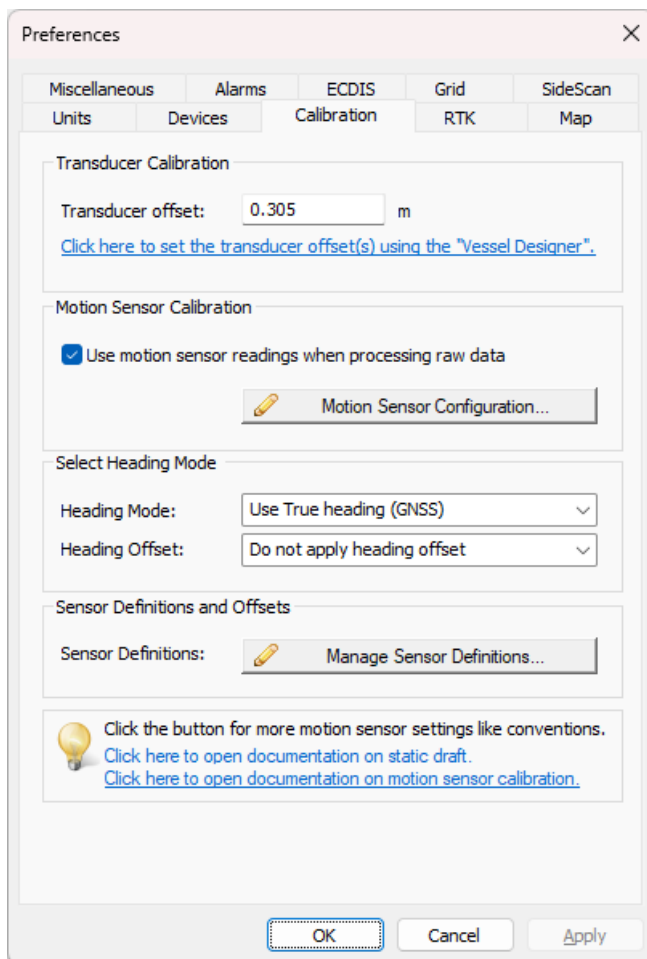 Preferences
Miscellaneous Alarms ECDIS Grid SideScan
Units Devices Calibration RTK Map
Transducer Calibration
Transducer offset: 0.305 m
Click here to set the transducer offset(s) using the "Vessel Designer".
Motion Sensor Calibration
Use motion sensor readings when processing raw data
Motion Sensor Configuration...
Select Heading Mode
Heading Mode: Use True heading (GNSS)
Heading Offset: Do not apply heading offset
Sensor Definitions and Offsets
Sensor Definitions: Manage Sensor Definitions...
Click the button for more motion sensor settings like conventions.
Click here to open documentation on static draft.
Click here to open documentation on motion sensor calibration.
OK Cancel Apply